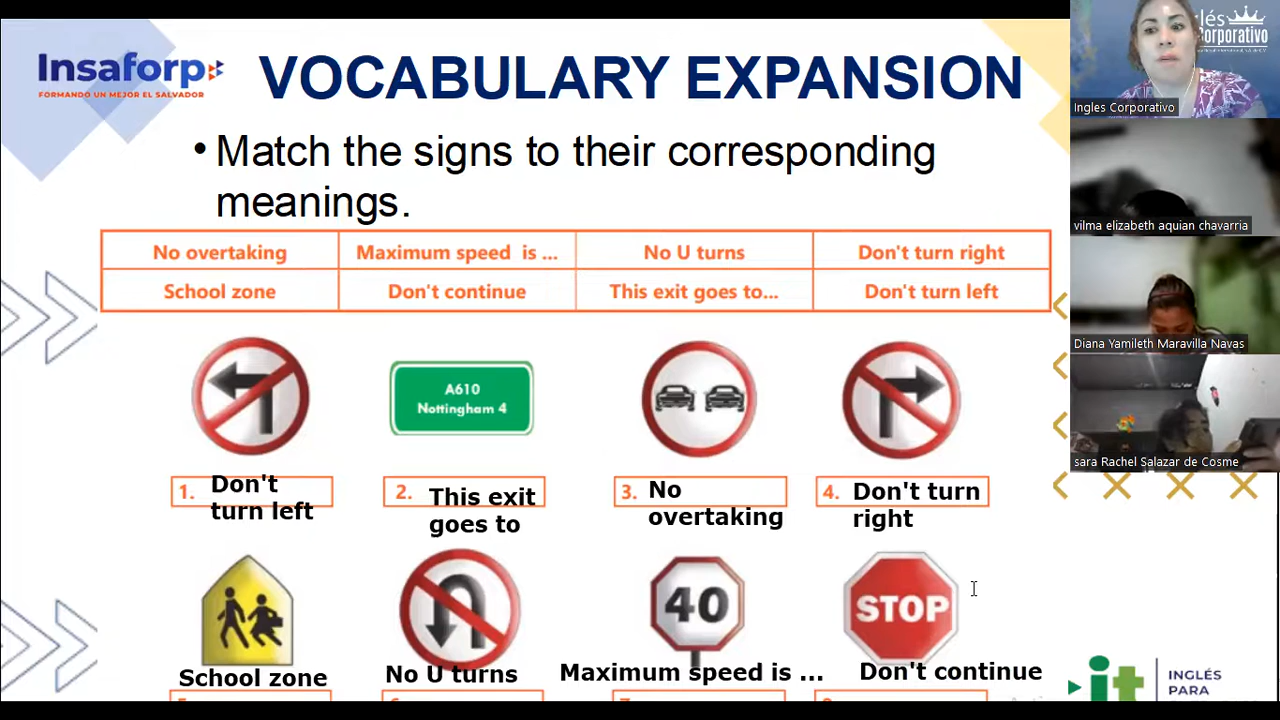 Insaforp
FORMANDO UN MEJOR EL SALVADOR
VOCABULARY EXPANSION
• Match the signs to their corresponding
meanings.
No overtaking
Maximum speed is ...
No U turns
Don't turn right
School zone
Don't continue
This exit goes to...
Don't turn left
A610
Nottingham 4
1. Don't
turn left
2. This exit
goes to
3. No
overtaking
4. Don't turn
right
40
STOP
School zone
No U turns
Maximum speed is ...
Don't continue
it
INGLÉS
PARA
lés
Corporativo
Ingles Corporativo
vilma elizabeth aquian chavarria
Diana Yamileth Maravilla Navas
sara Rachel Salazar de Cosme